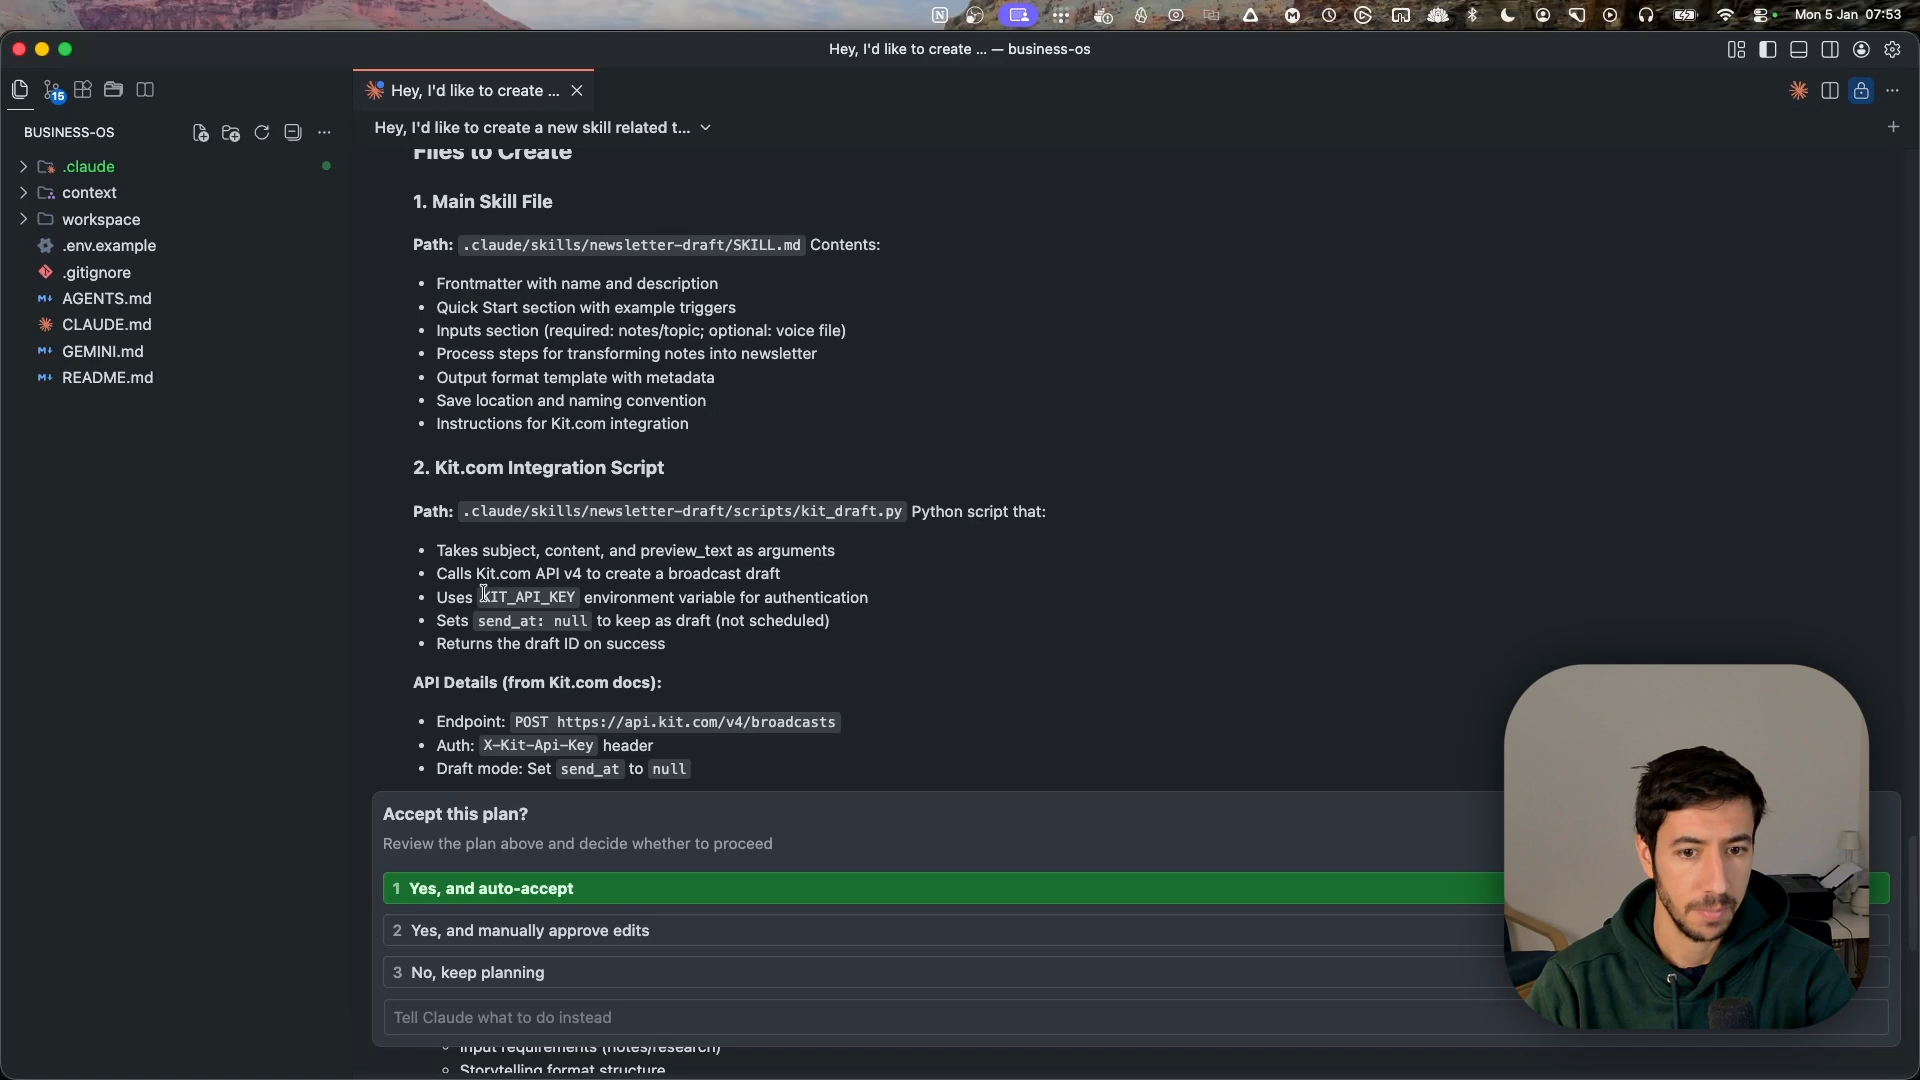 Mon 5 Jan 07:53
Hey, I'd like to create ... — business-os
15
Hey, I'd like to create ...
BUSINESS-OS
Hey, I'd like to create a new skill related t...
.claude
context
workspace
.env.example
.gitignore
AGENTS.md
CLAUDE.md
GEMINI.md
README.md
Files to Create
1. Main Skill File
Path: .claude/skills/newsletter-draft/SKILL.md Contents:
• Frontmatter with name and description
• Quick Start section with example triggers
• Inputs section (required: notes/topic; optional: voice file)
• Process steps for transforming notes into newsletter
• Output format template with metadata
• Save location and naming convention
• Instructions for Kit.com integration
2. Kit.com Integration Script
Path: .claude/skills/newsletter-draft/scripts/kit_draft.py Python script that:
• Takes subject, content, and preview_text as arguments
• Calls Kit.com API v4 to create a broadcast draft
• Uses KIT_API_KEY environment variable for authentication
• Sets send_at: null to keep as draft (not scheduled)
• Returns the draft ID on success
API Details (from Kit.com docs):
• Endpoint: POST https://api.kit.com/v4/broadcasts
• Auth: X-Kit-Api-Key header
• Draft mode: Set send_at to null
Accept this plan?
Review the plan above and decide whether to proceed
1 Yes, and auto-accept
2 Yes, and manually approve edits
3 No, keep planning
Tell Claude what to do instead
Input requirements (notes/research)
Storytelling format structure